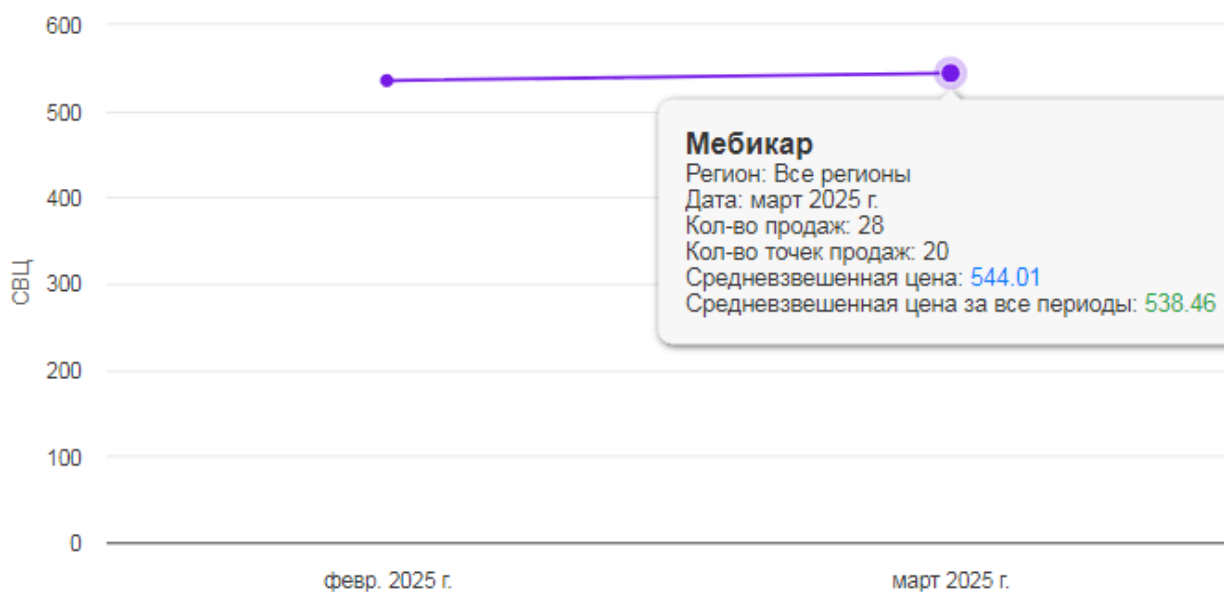 600
500
400
300
200
100
0
СВЦ
Мебикар
Регион: Все регионы
Дата: март 2025 г.
Кол-во продаж: 28
Кол-во точек продаж: 20
Средневзвешенная цена: 544.01
Средневзвешенная цена за все периоды: 538.46
февр. 2025 г.
март 2025 г.